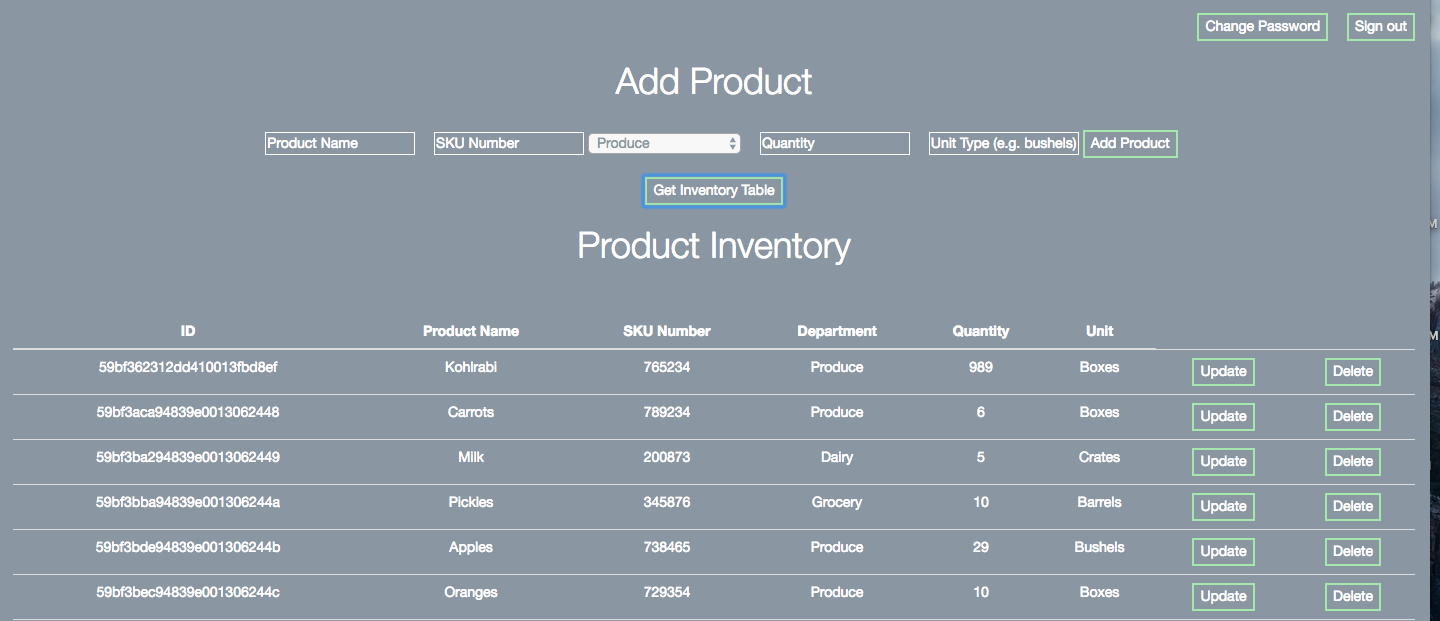 Change Password Sign out
Add Product
Product Name SKU Number Produce Quantity Unit Type (e.g. bushels) Add Product
Get Inventory Table
Product Inventory
ID Product Name SKU Number Department Quantity Unit
59bf362312dd410013fbd8ef Kohlrabi 765234 Produce 989 Boxes Update Delete
59bf3aca94839e0013062448 Carrots 789234 Produce 6 Boxes Update Delete
59bf3ba294839e0013062449 Milk 200873 Dairy 5 Crates Update Delete
59bf3bba94839e001306244a Pickles 345876 Grocery 10 Barrels Update Delete
59bf3bde94839e001306244b Apples 738465 Produce 29 Bushels Update Delete
59bf3bec94839e001306244c Oranges 729354 Produce 10 Boxes Update Delete